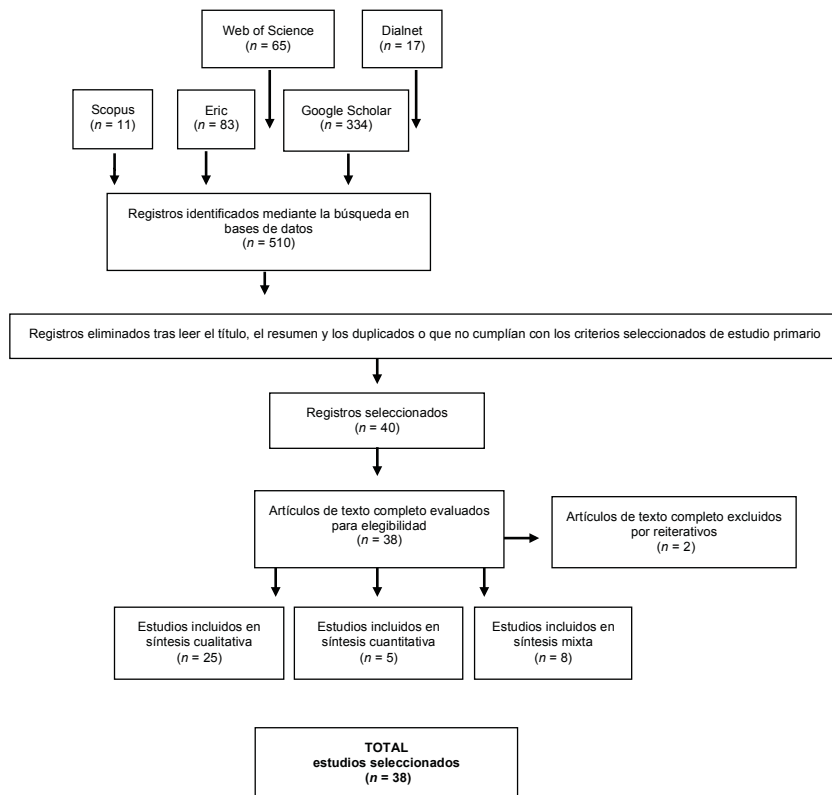 Web of Science
(n = 65)
Dialnet
(n = 17)
Scopus
(n = 11)
Eric
(n = 83)
Google Scholar
(n = 334)
Registros identificados mediante la búsqueda en
bases de datos
(n = 510)
Registros eliminados tras leer el título, el resumen y los duplicados o que no cumplían con los criterios seleccionados de estudio primario
Registros seleccionados
(n = 40)
Artículos de texto completo evaluados
para elegibilidad
(n = 38)
Artículos de texto completo excluidos
por reiterativos
(n = 2)
Estudios incluidos en
síntesis cualitativa
(n = 25)
Estudios incluidos en
síntesis cuantitativa
(n = 5)
Estudios incluidos en
síntesis mixta
(n = 8)
TOTAL
estudios seleccionados
(n = 38)